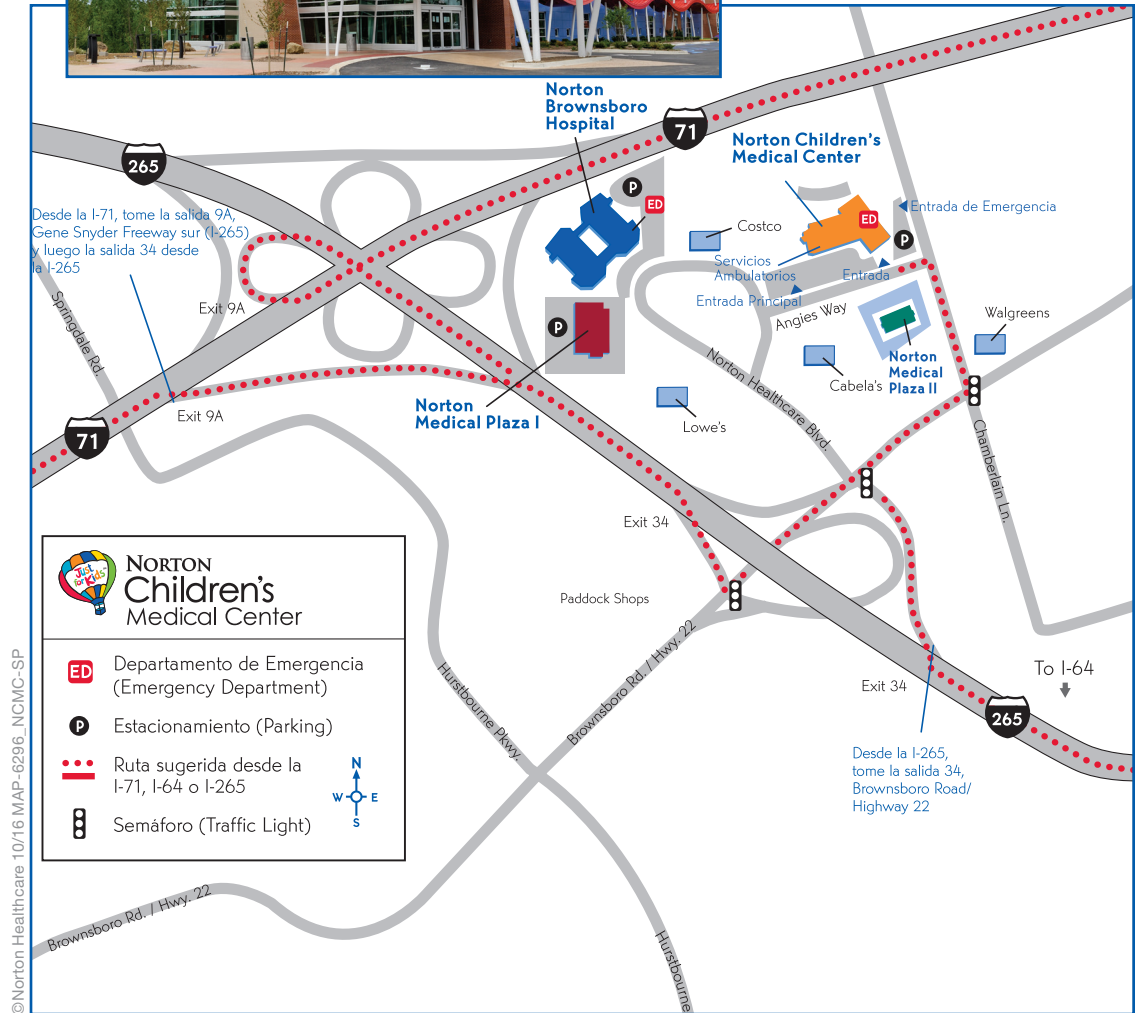 Norton
Brownsboro
Hospital
71
Norton Children's
Medical Center
265
P
ED
Desde la I-71, tome la salida 9A,
Gene Snyder Freeway sur (I-265)
y luego la salida 34 desde
la I-265
ED
Entrada de Emergencia
P
Costco
Servicios
Ambulatorios
Entrada
Entrada Principal
Angies Way
Exit 9A
Springdale Rd.
P
Walgreens
Norton
Medical
Plaza II
Cabela's
Norton Healthcare Blvd.
Exit 9A
Norton
Medical Plaza I
Lowe's
71
Chamberlain Ln.
Exit 34
Paddock Shops
Just
for Kids™
NORTON
Children's
Medical Center
ED
Departamento de Emergencia
(Emergency Department)
P
Estacionamiento (Parking)
Ruta sugerida desde la
I-71, I-64 o I-265
Semáforo (Traffic Light)
N
W
E
S
Hurstbourne Pkwy.
Brownsboro Rd. / Hwy. 22
Exit 34
To I-64
265
Desde la I-265,
tome la salida 34,
Brownsboro Road/
Highway 22
Brownsboro Rd. / Hwy. 22
Hurstbourne
©Norton Healthcare 10/16 MAP-6296_NCMC-SP